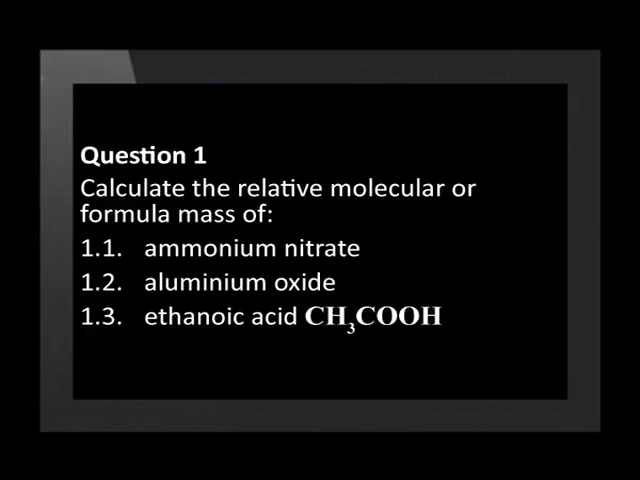 Question 1
Calculate the relative molecular or
formula mass of:
1.1. ammonium nitrate
1.2. aluminium oxide
1.3. ethanoic acid CH₃COOH